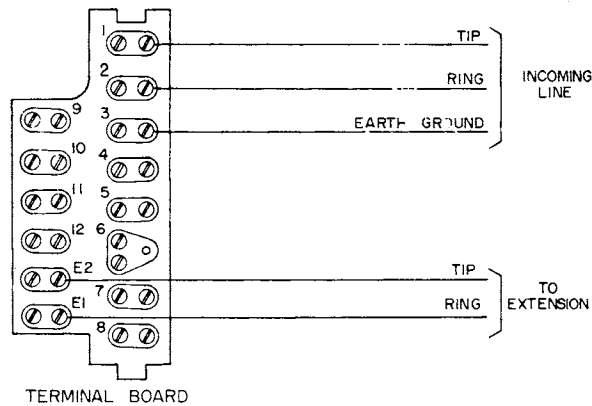 1
TIP
2
RING
INCOMING
LINE
9
3
EARTH GROUND
10
4
11
5
12
6
E2
TIP
7
TO
EXTENSION
E1
RING
8
TERMINAL BOARD